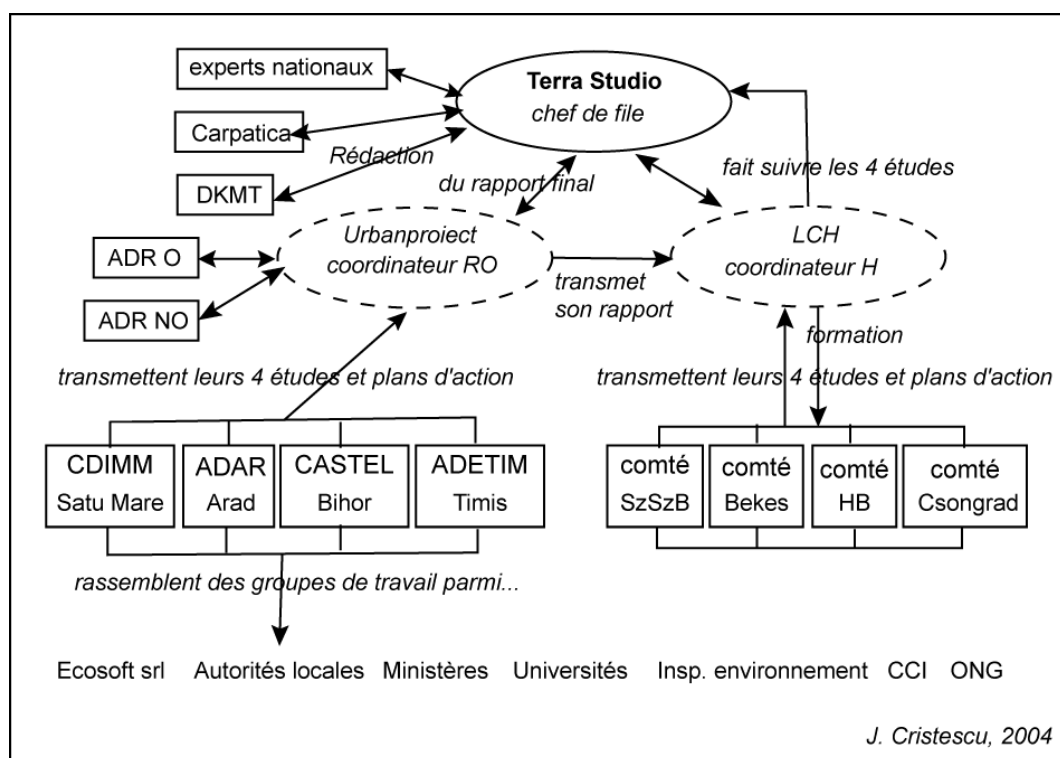 experts nationaux
Terra Studio
chef de file
Carpatica
Rédaction
du rapport final
fait suivre les 4 études
DKMT
Urbanproiect
coordinateur RO
LCH
coordinateur H
ADR O
transmet
son rapport
ADR NO
formation
transmettent leurs 4 études et plans d'action
transmettent leurs 4 études et plans d'action
CDIMM
Satu Mare
ADAR
Arad
CASTEL
Bihor
ADETIM
Timis
comté
SzSzB
comté
Bekes
comté
HB
comté
Csongrad
rassemblent des groupes de travail parmi...
Ecosoft srl
Autorités locales
Ministères
Universités
Insp. environnement
CCI
ONG
J. Cristescu, 2004